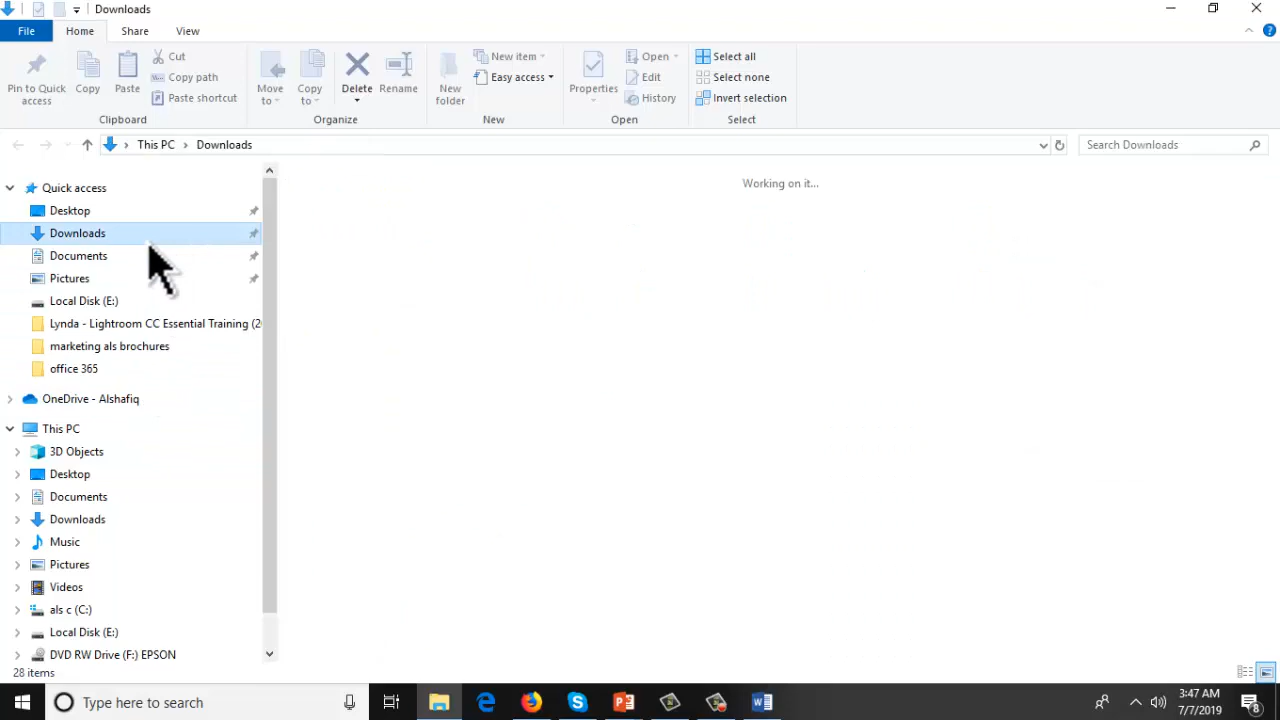 Downloads
File Home Share View
Pin to Quick access
Copy
Paste
Cut
Copy path
Paste shortcut
Clipboard
Move to
Copy to
Delete
Rename
Organize
New folder
New item
Easy access
New
Properties
Open
Edit
History
Open
Select all
Select none
Invert selection
Select
This PC > Downloads
Search Downloads
Working on it...
Quick access
Desktop
Downloads
Documents
Pictures
Local Disk (E:)
Lynda - Lightroom CC Essential Training (2
marketing als brochures
office 365
OneDrive - Alshafiq
This PC
3D Objects
Desktop
Documents
Downloads
Music
Pictures
Videos
als c (C:)
Local Disk (E:)
DVD RW Drive (F:) EPSON
28 items
Type here to search
3:47 AM
7/7/2019
8